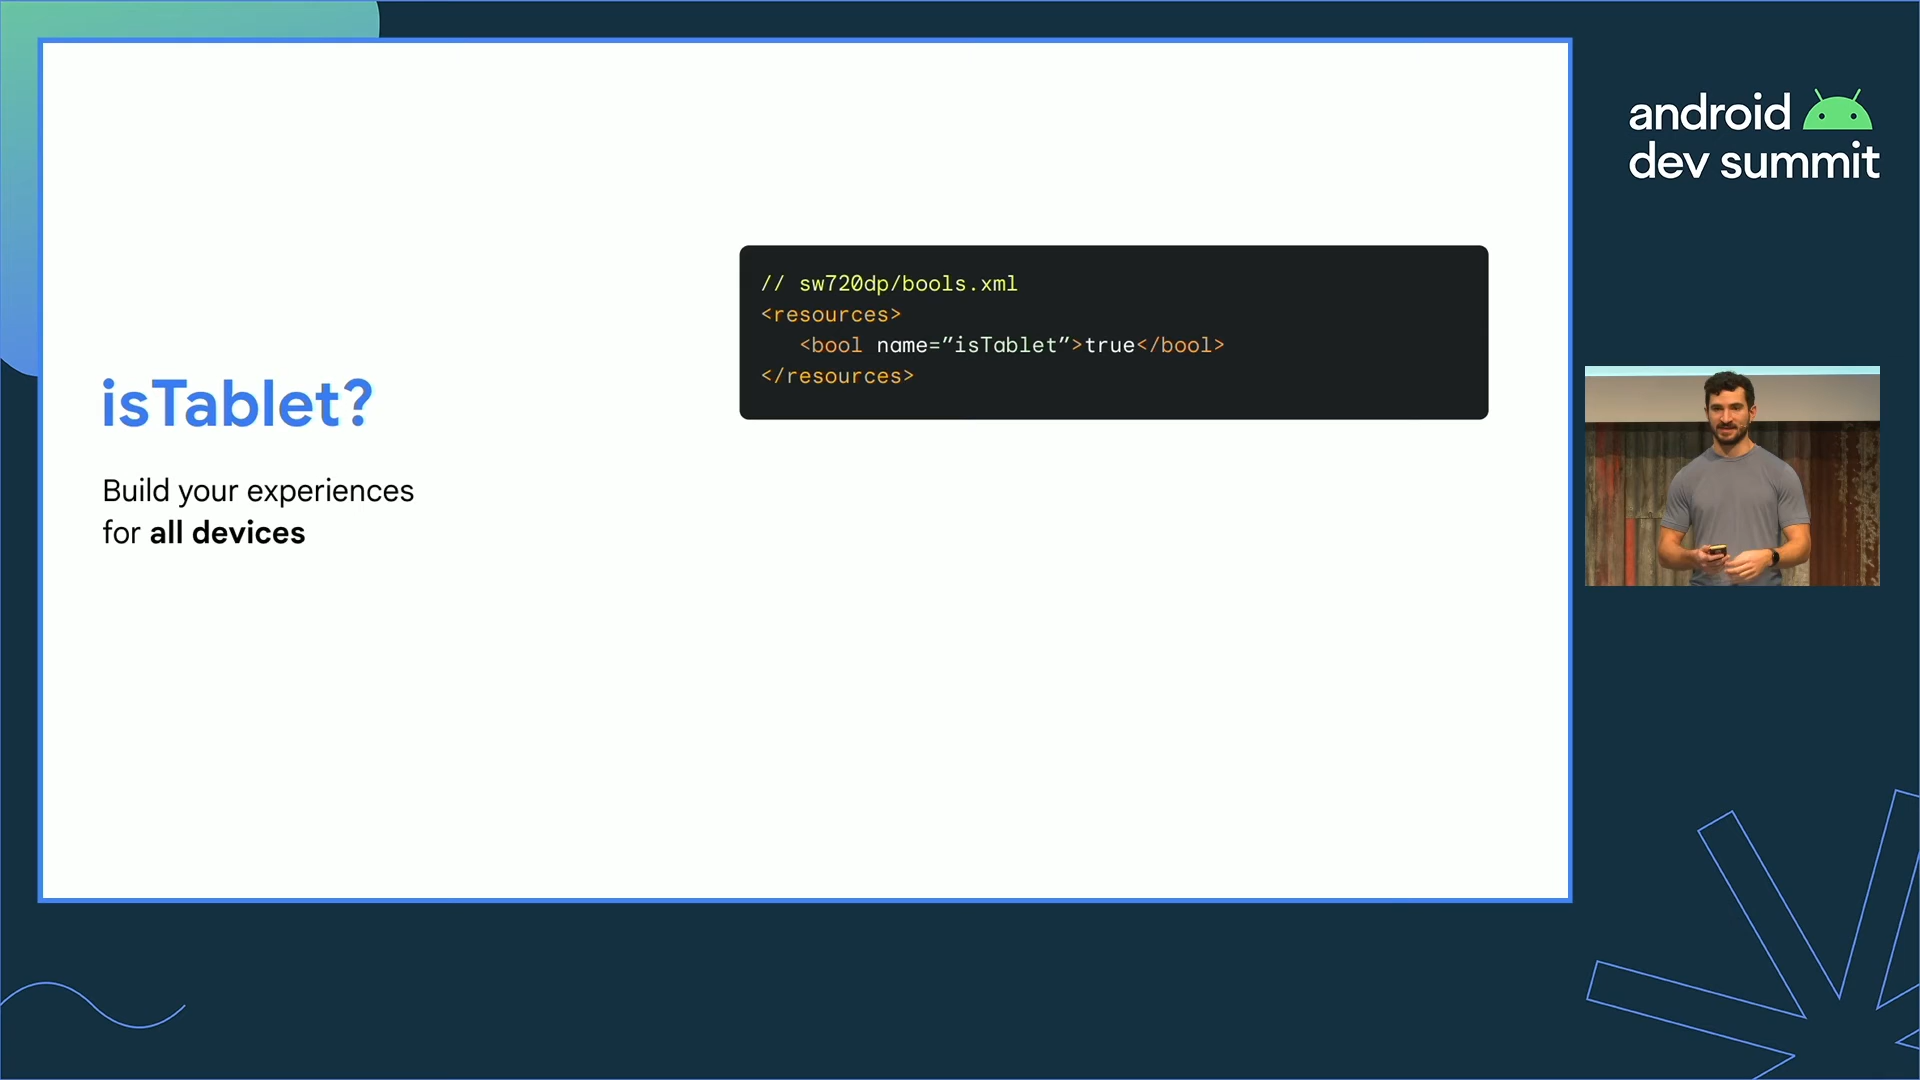 isTablet?
Build your experiences
for all devices
// sw720dp/bools.xml
<resources>
<bool name=”isTablet”>true</bool>
</resources>
android
dev summit